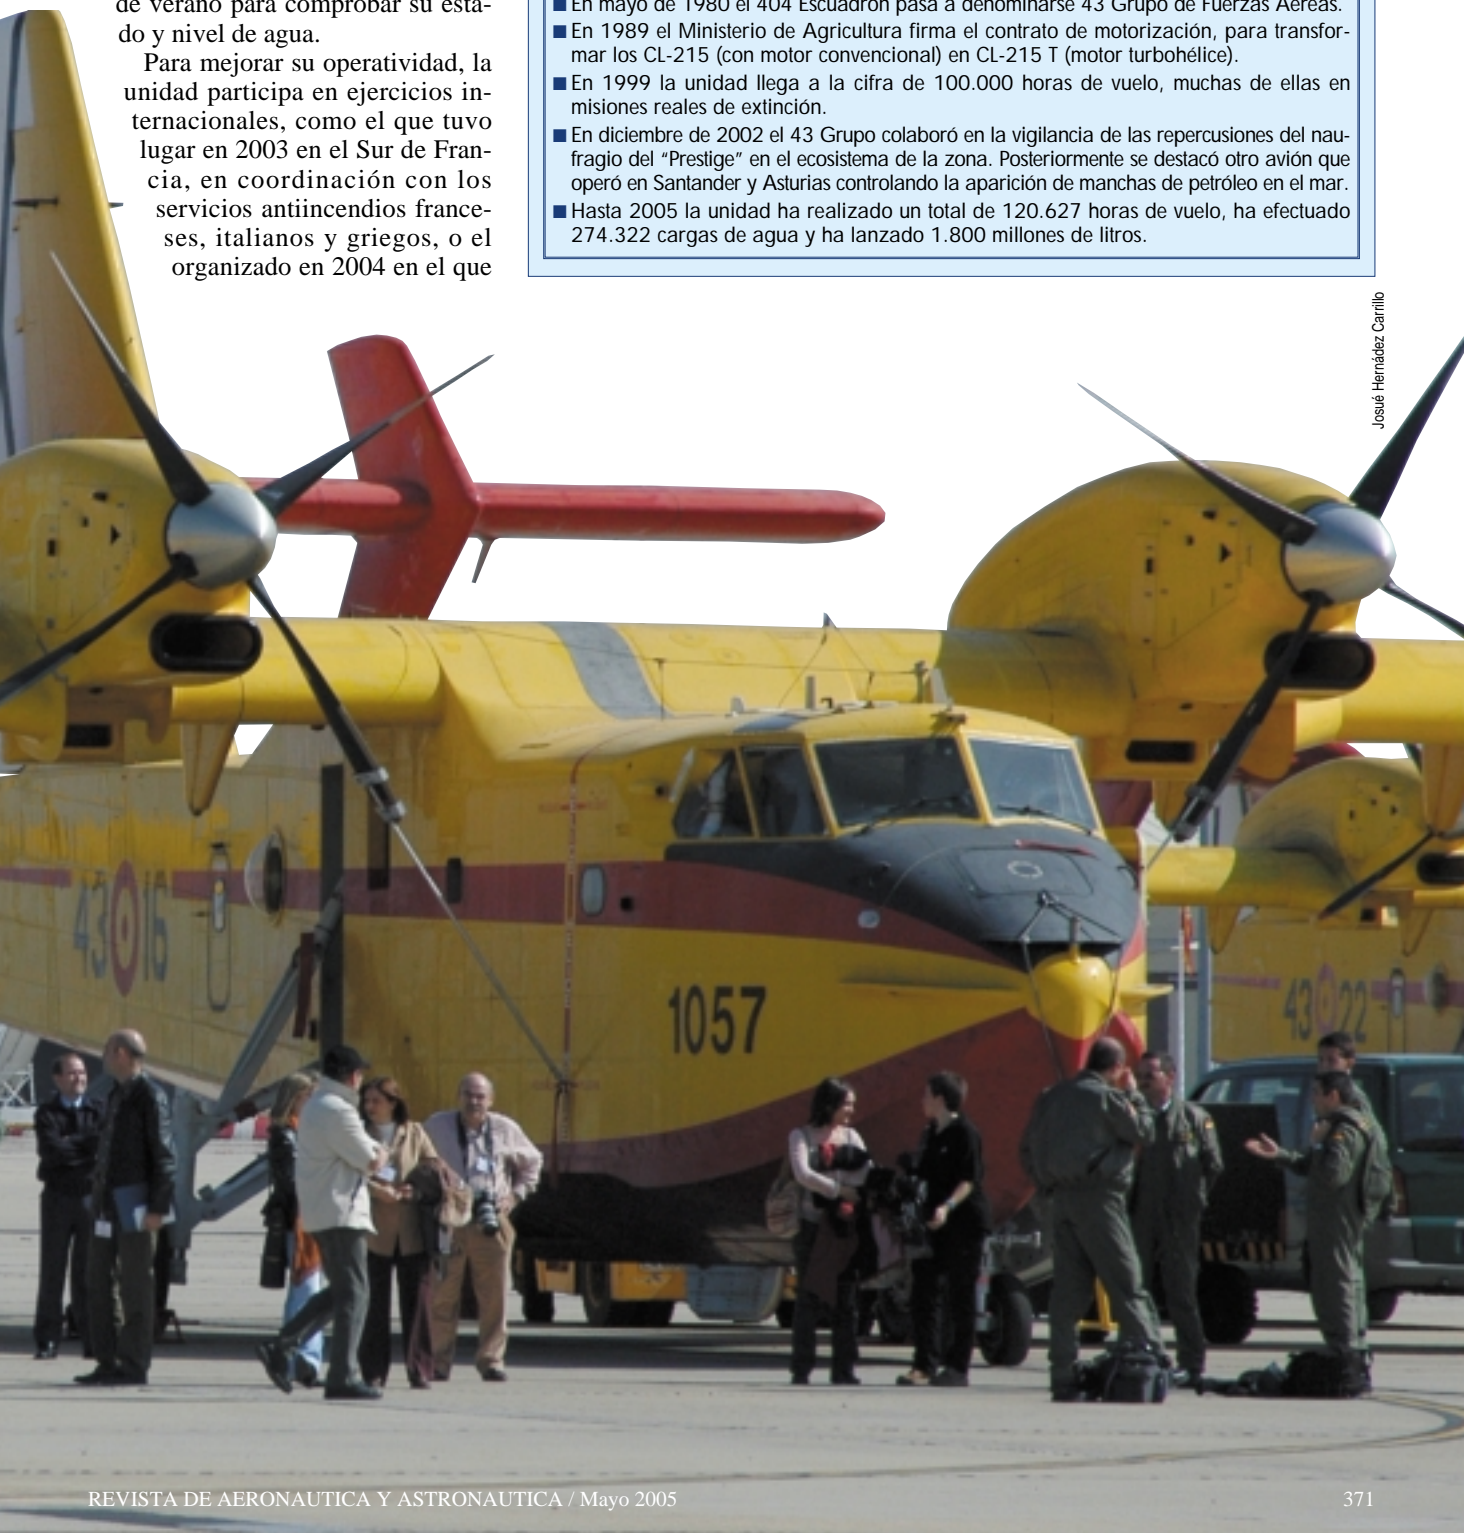 de verano para comprobar su esta-
do y nivel de agua.
Para mejorar su operatividad, la
unidad participa en ejercicios in-
ternacionales, como el que tuvo
lugar en 2003 en el Sur de Fran-
cia, en coordinación con los
servicios antiincendios france-
ses, italianos y griegos, o el
organizado en 2004 en el que
■ En mayo de 1980 el 404 Escuadrón pasa a denominarse 43 Grupo de Fuerzas Aéreas.
■ En 1989 el Ministerio de Agricultura firma el contrato de motorización, para transfor-
mar los CL-215 (con motor convencional) en CL-215 T (motor turbohélice).
■ En 1999 la unidad llega a la cifra de 100.000 horas de vuelo, muchas de ellas en
misiones reales de extinción.
■ En diciembre de 2002 el 43 Grupo colaboró en la vigilancia de las repercusiones del nau-
fragio del “Prestige” en el ecosistema de la zona. Posteriormente se destacó otro avión que
operó en Santander y Asturias controlando la aparición de manchas de petróleo en el mar.
■ Hasta 2005 la unidad ha realizado un total de 120.627 horas de vuelo, ha efectuado
274.322 cargas de agua y ha lanzado 1.800 millones de litros.
Josué Hernádez Carrillo
43 16
1057
43 22
REVISTA DE AERONAUTICA Y ASTRONAUTICA / Mayo 2005
371